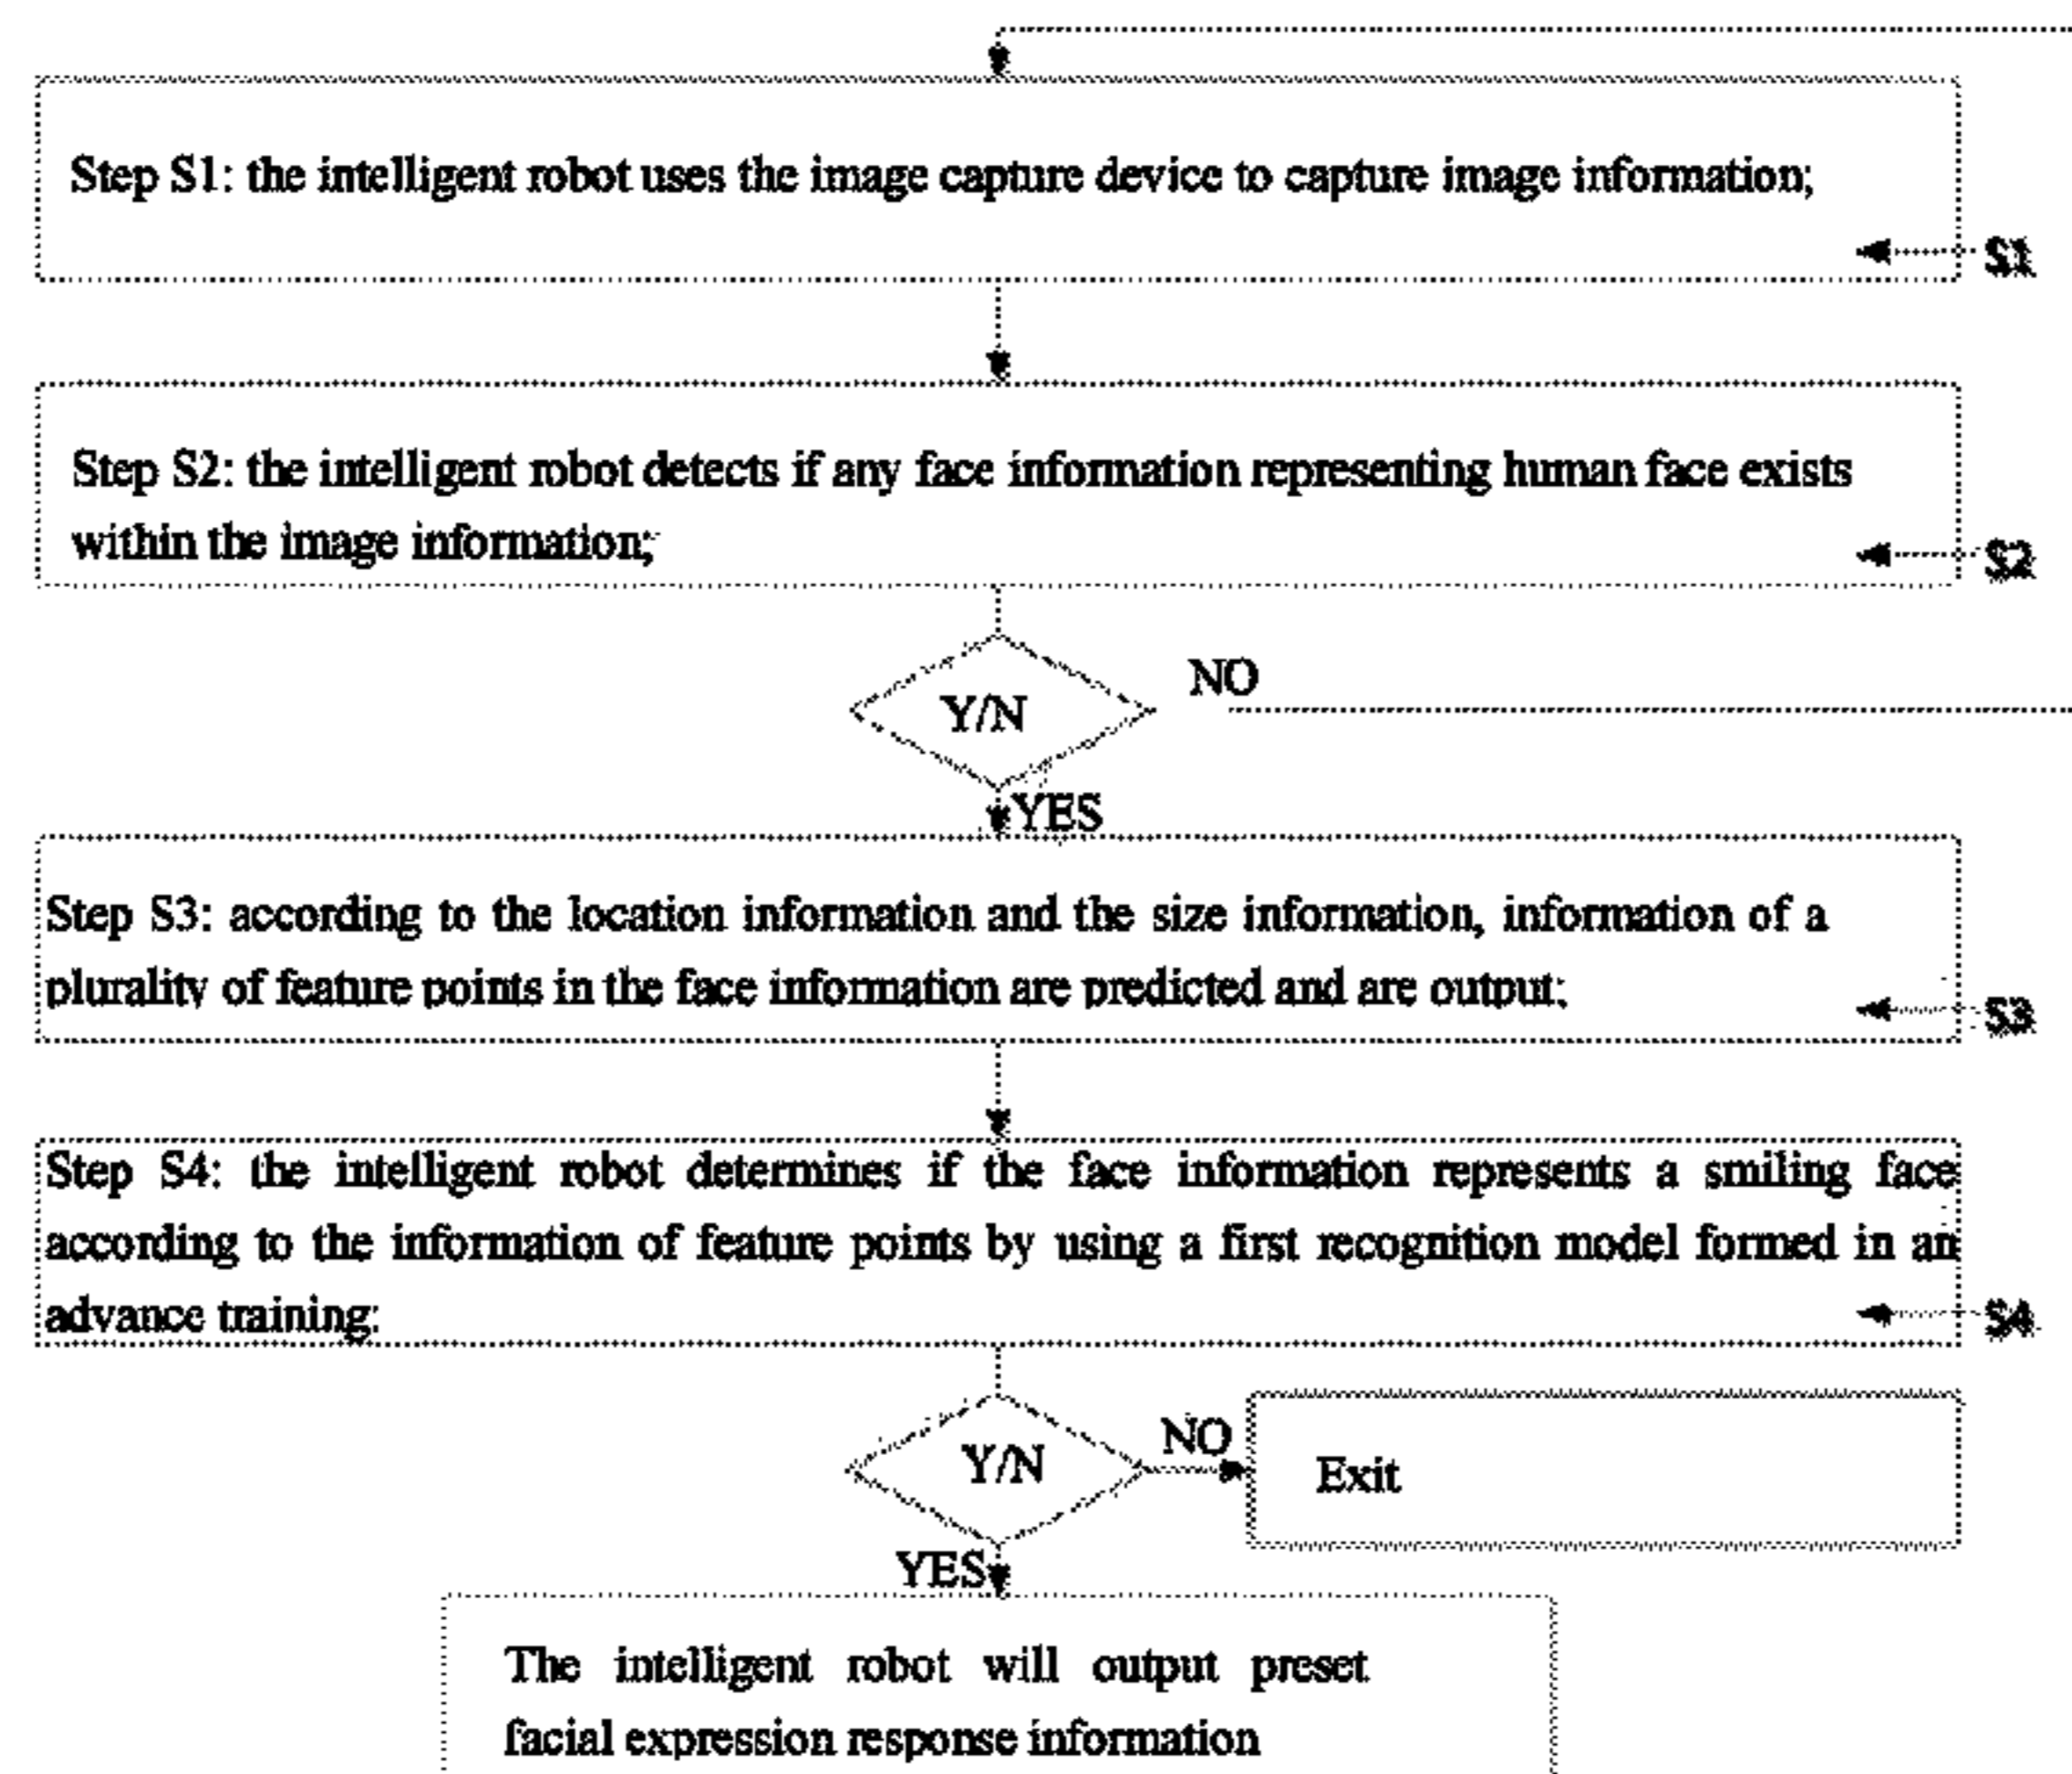 Step S1: the intelligent robot uses the image capture device to capture image information;
S1
Step S2: the intelligent robot detects if any face information representing human face exists
within the image information;
S2
Y/N
NO
YES
Step S3: according to the location information and the size information, information of a
plurality of feature points in the face information are predicted and are output;
S3
Step S4: the intelligent robot determines if the face information represents a smiling face
according to the information of feature points by using a first recognition model formed in an
advance training;
S4
Y/N
NO
Exit
YES
The intelligent robot will output preset
facial expression response information